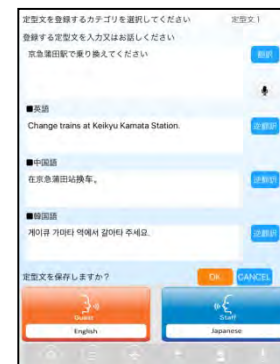 定型文を登録するカテゴリを選択してください 定型文1
登録する定型文を入力又はお話しください
京急蒲田駅で乗り換えてください
翻訳
■英語
Change trains at Keikyu Kamata Station.
逆翻訳
■中国語
在京急蒲田站换车。
逆翻訳
■韓国語
게이큐 가마타 역에서 갈아타 주세요.
逆翻訳
定型文を保存しますか？ OK CANCEL
Guest Staff
English Japanese